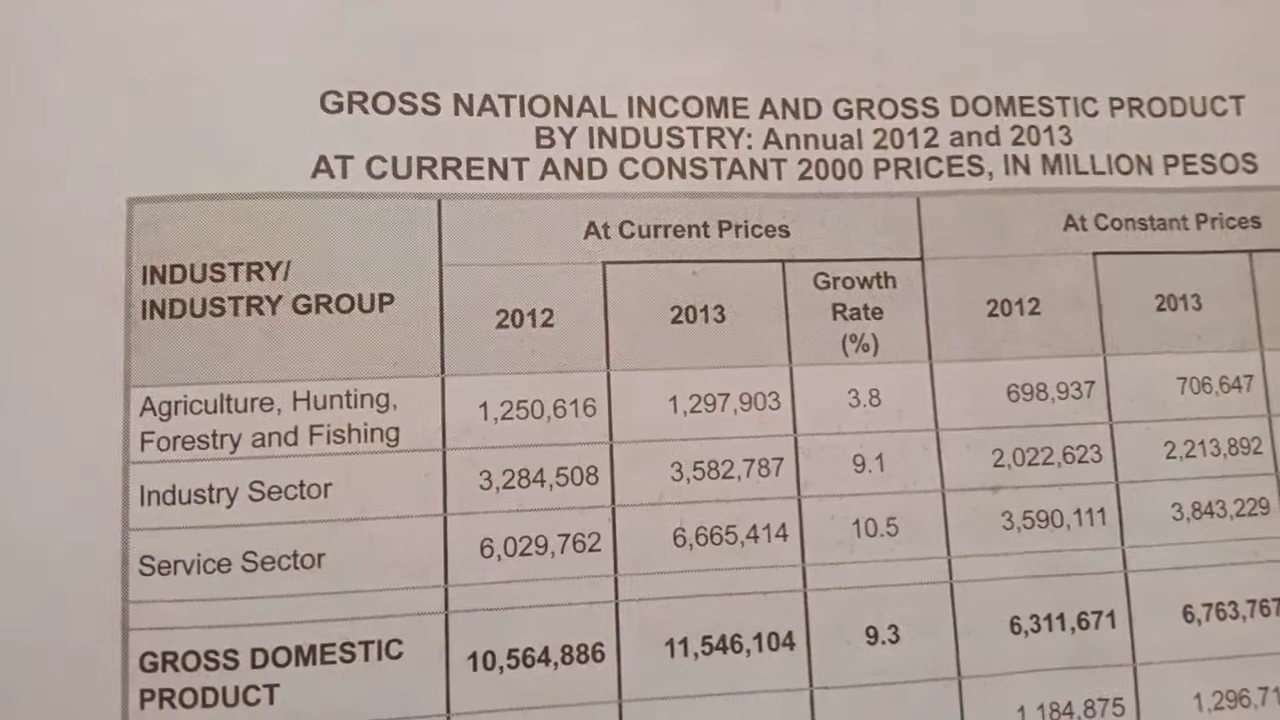 GROSS NATIONAL INCOME AND GROSS DOMESTIC PRODUCT
BY INDUSTRY: Annual 2012 and 2013
AT CURRENT AND CONSTANT 2000 PRICES, IN MILLION PESOS
INDUSTRY/
INDUSTRY GROUP
At Current Prices
At Constant Prices
2012
2013
Growth
Rate
(%)
2012
2013
Agriculture, Hunting,
Forestry and Fishing
1,250,616
1,297,903
3.8
698,937
706,647
Industry Sector
3,284,508
3,582,787
9.1
2,022,623
2,213,892
Service Sector
6,029,762
6,665,414
10.5
3,590,111
3,843,229
GROSS DOMESTIC
PRODUCT
10,564,886
11,546,104
9.3
6,311,671
6,763,767
1,184,875